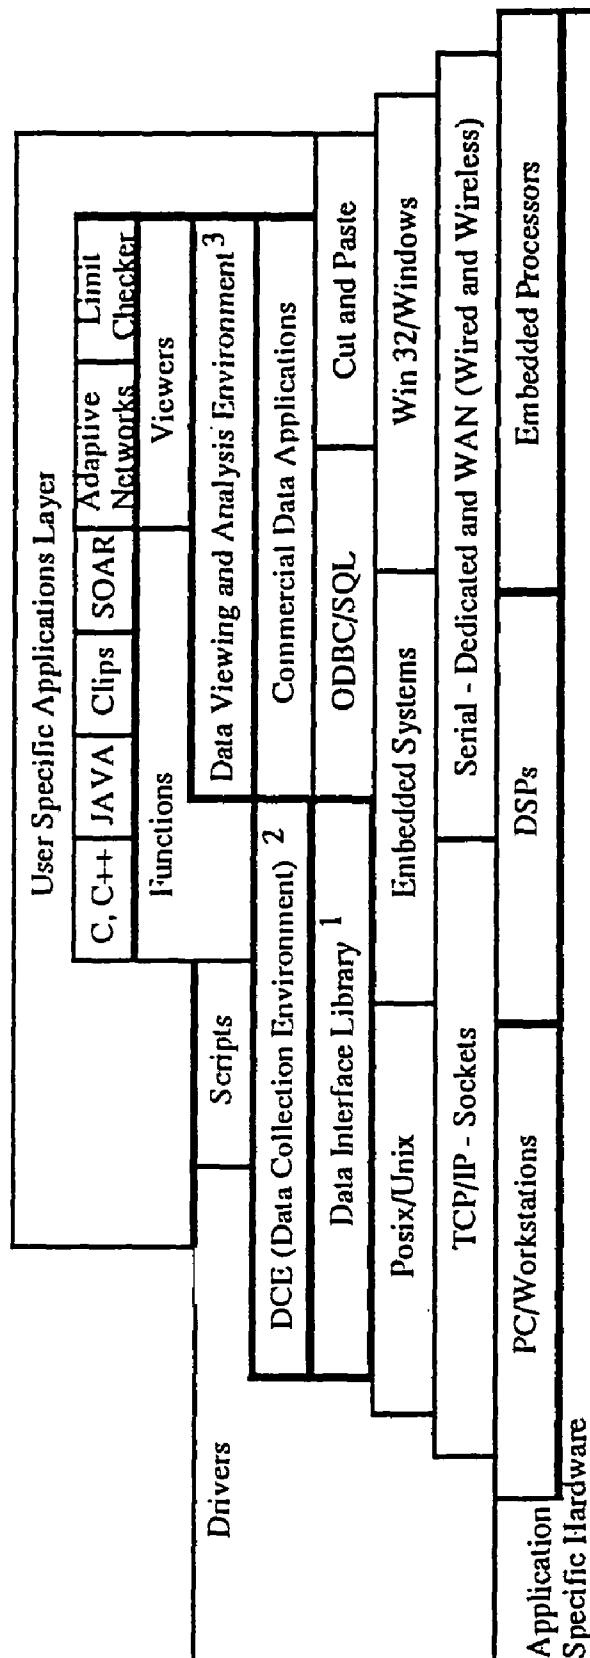 User Specific Applications Layer
C, C++ JAVA Clips SOAR Adaptive Networks Limit Checker
Functions Viewers
Drivers Scripts Data Viewing and Analysis Environment 3
DCE (Data Collection Environment) 2 Commercial Data Applications
Data Interface Library 1 ODBC/SQL Cut and Paste
Posix/Unix Embedded Systems Win 32/Windows
TCP/IP - Sockets Serial - Dedicated and WAN (Wired and Wireless)
Application Specific Hardware PC/Workstations DSPs Embedded Processors